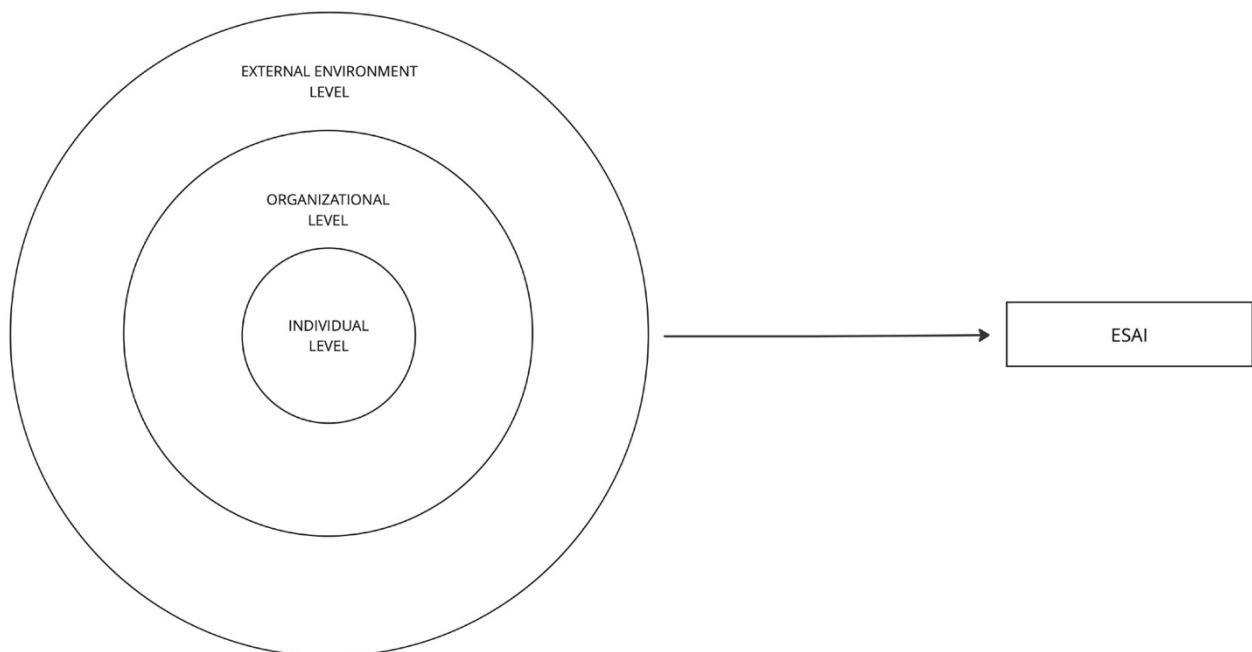 EXTERNAL ENVIRONMENT
LEVEL
ORGANIZATIONAL
LEVEL
INDIVIDUAL
LEVEL
ESAI